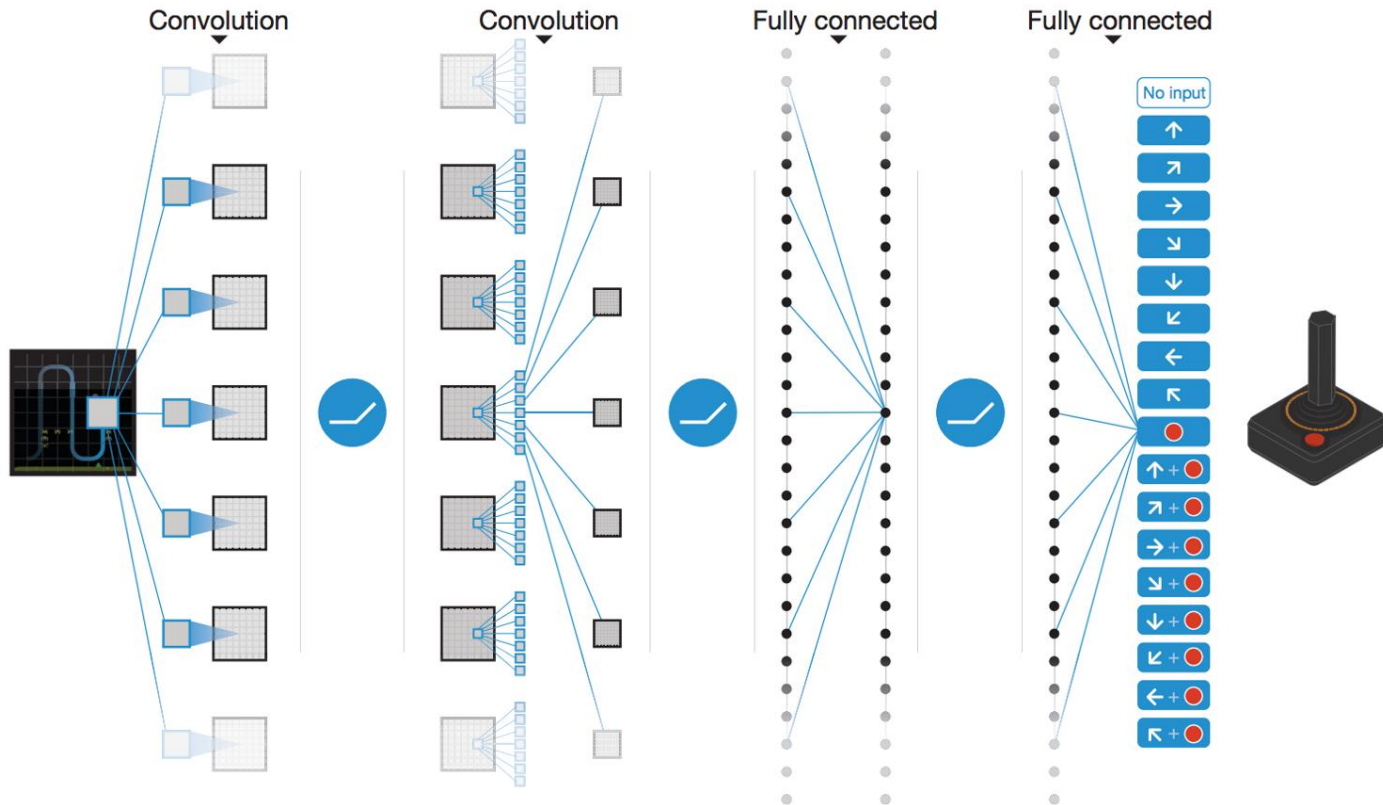 Convolution
Convolution
Fully connected
Fully connected
No input
+
+
+
+
+
+
+
+